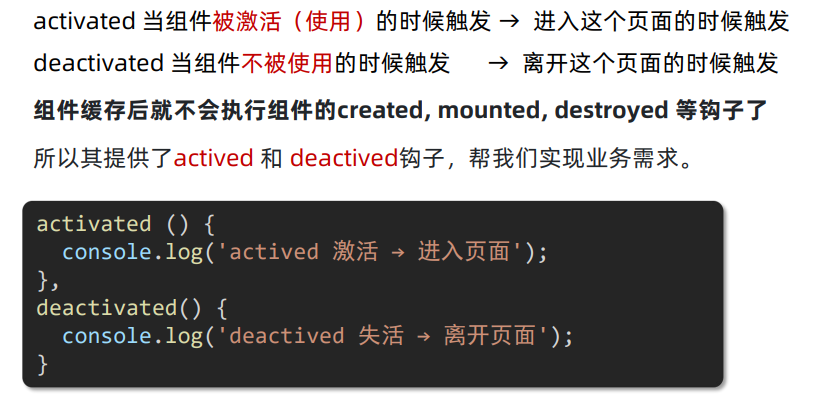 activated 当组件被激活（使用）的时候触发 → 进入这个页面的时候触发
deactivated 当组件不被使用的时候触发 → 离开这个页面的时候触发
组件缓存后就不会执行组件的created, mounted, destroyed 等钩子了
所以其提供了actived 和 deactived钩子，帮我们实现业务需求。
activated () {
  console.log('actived 激活 → 进入页面');
},
deactivated() {
  console.log('deactived 失活 → 离开页面');
}